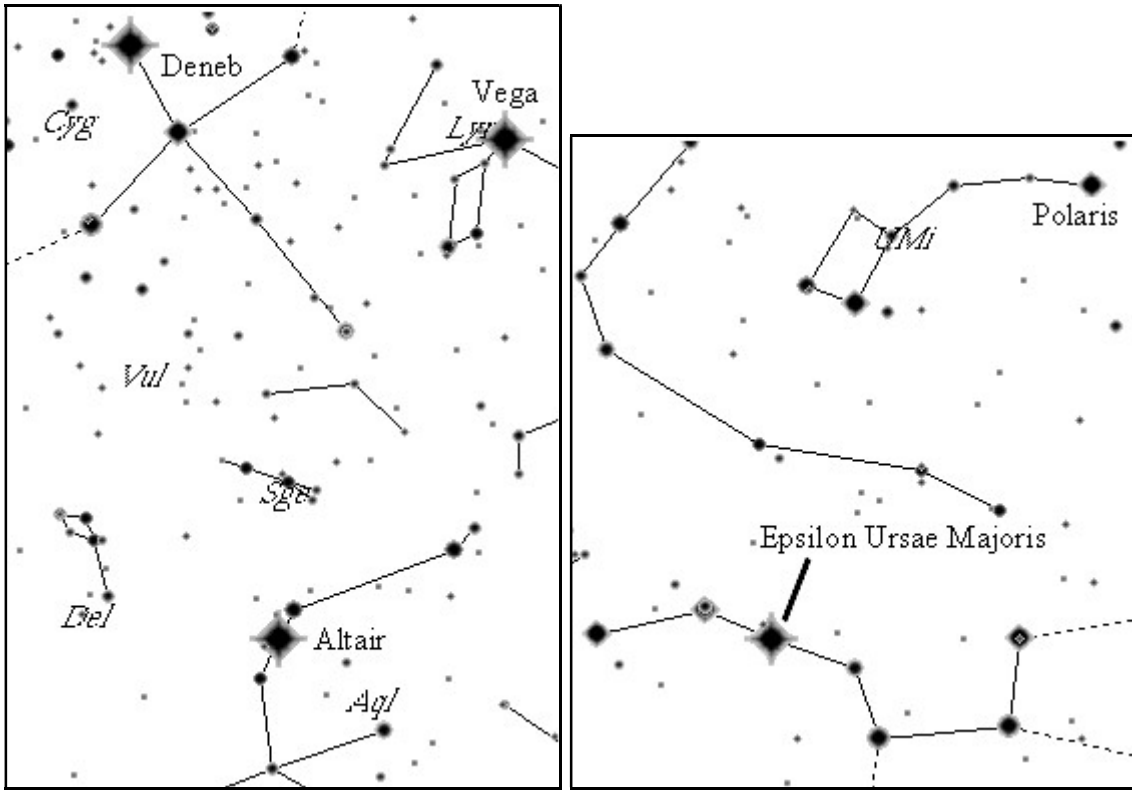 Deneb
Vega
Cyg
Lyr
Vul
Sge
Del
Altair
Aql
Polaris
UMi
Epsilon Ursae Majoris